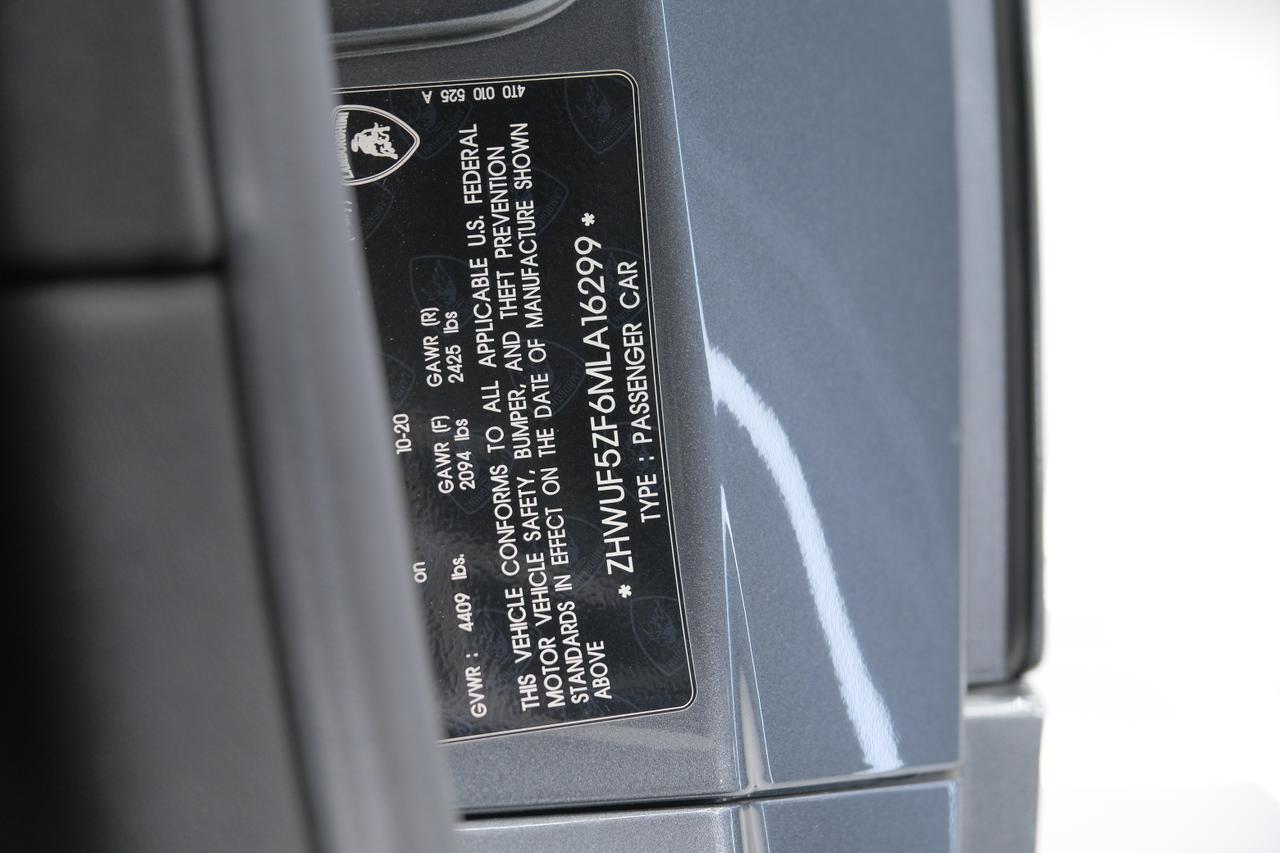 LAMBORGHINI
4T0 010 525 A
on 10-20
GVWR : 4409 lbs. GAWR (F) 2094 lbs GAWR (R) 2425 lbs
THIS VEHICLE CONFORMS TO ALL APPLICABLE U.S. FEDERAL
MOTOR VEHICLE SAFETY, BUMPER, AND THEFT PREVENTION
STANDARDS IN EFFECT ON THE DATE OF MANUFACTURE SHOWN
ABOVE
* ZHWUF5ZF6MLA16299 *
TYPE : PASSENGER CAR